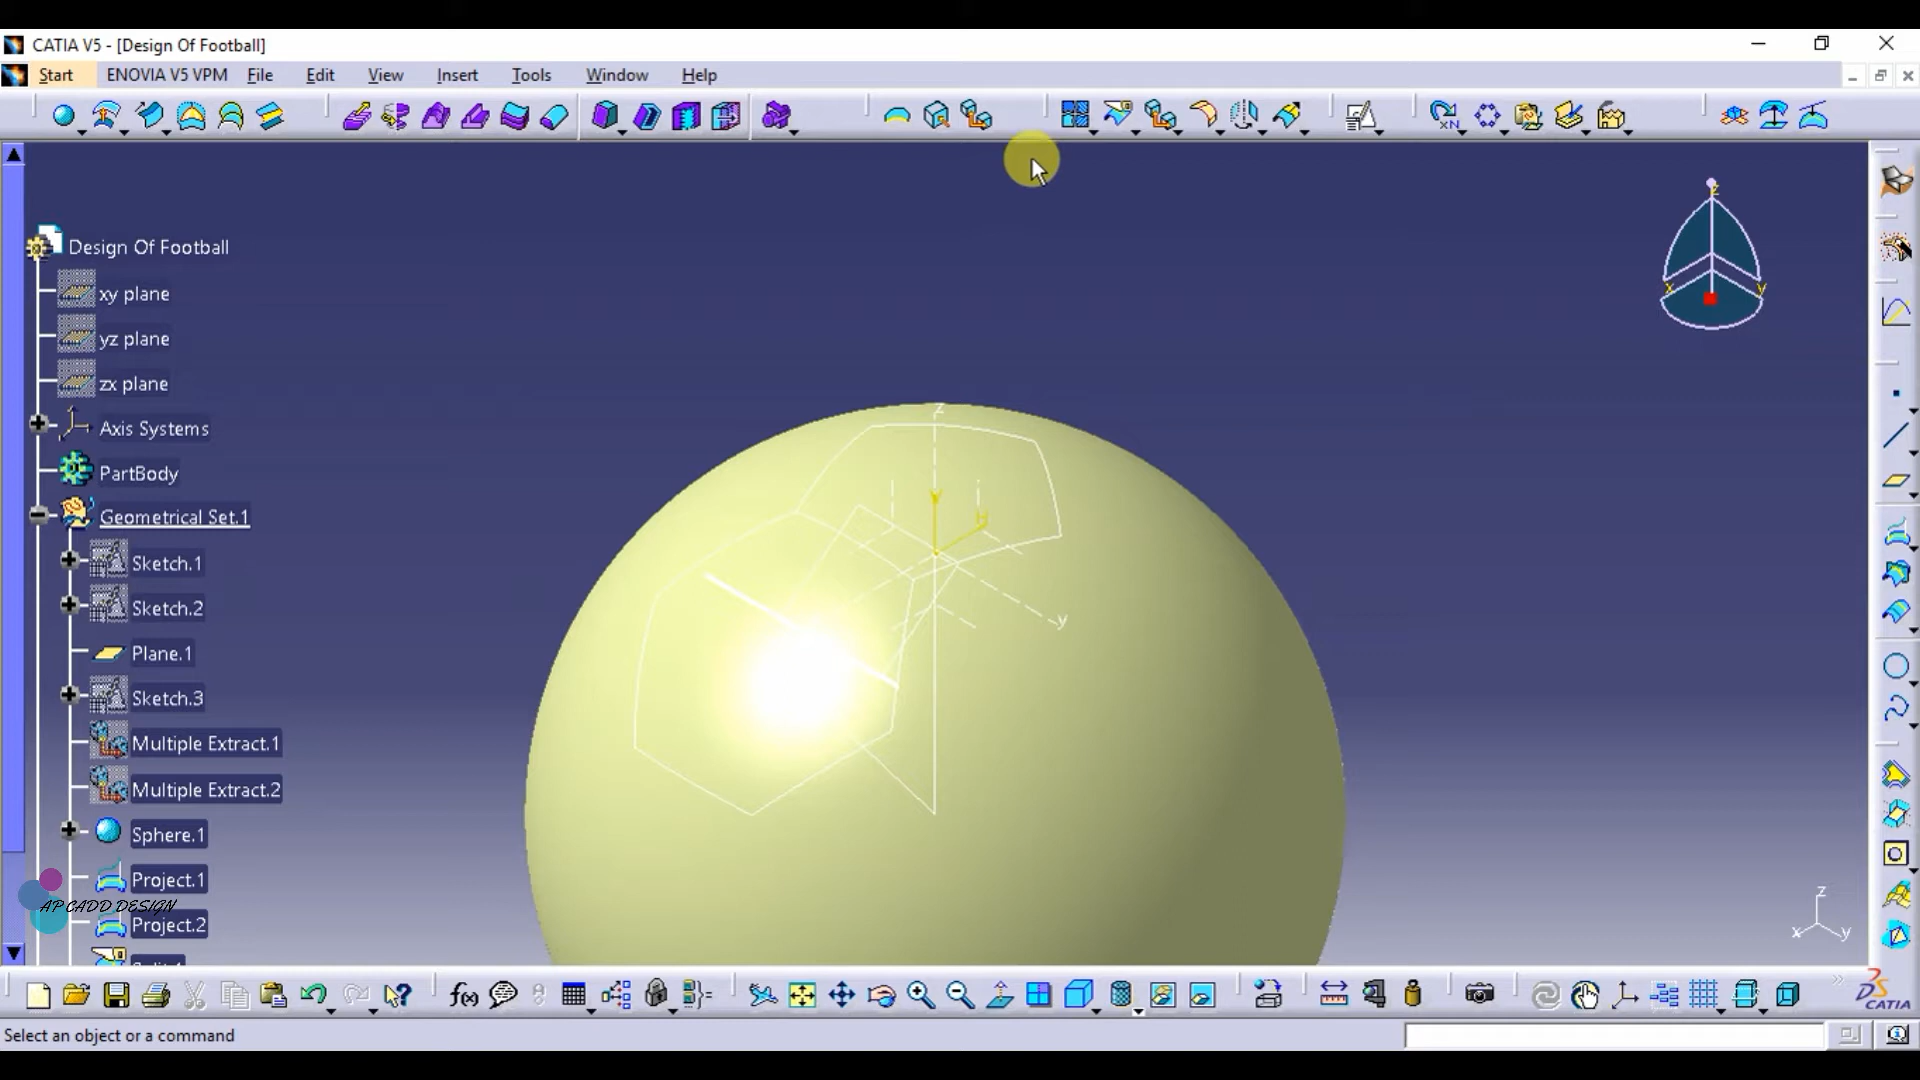 CATIA V5 - [Design Of Football]
Start ENOVIA V5 VPM File Edit View Insert Tools Window Help
Design Of Football
xy plane
yz plane
zx plane
Axis Systems
PartBody
Geometrical Set.1
Sketch.1
Sketch.2
Plane.1
Sketch.3
Multiple Extract.1
Multiple Extract.2
Sphere.1
Project.1
AP CADD DESIGN
Project.2
z
x
y
z
V
H
y
z
x
y
f(x)
CATIA
Select an object or a command